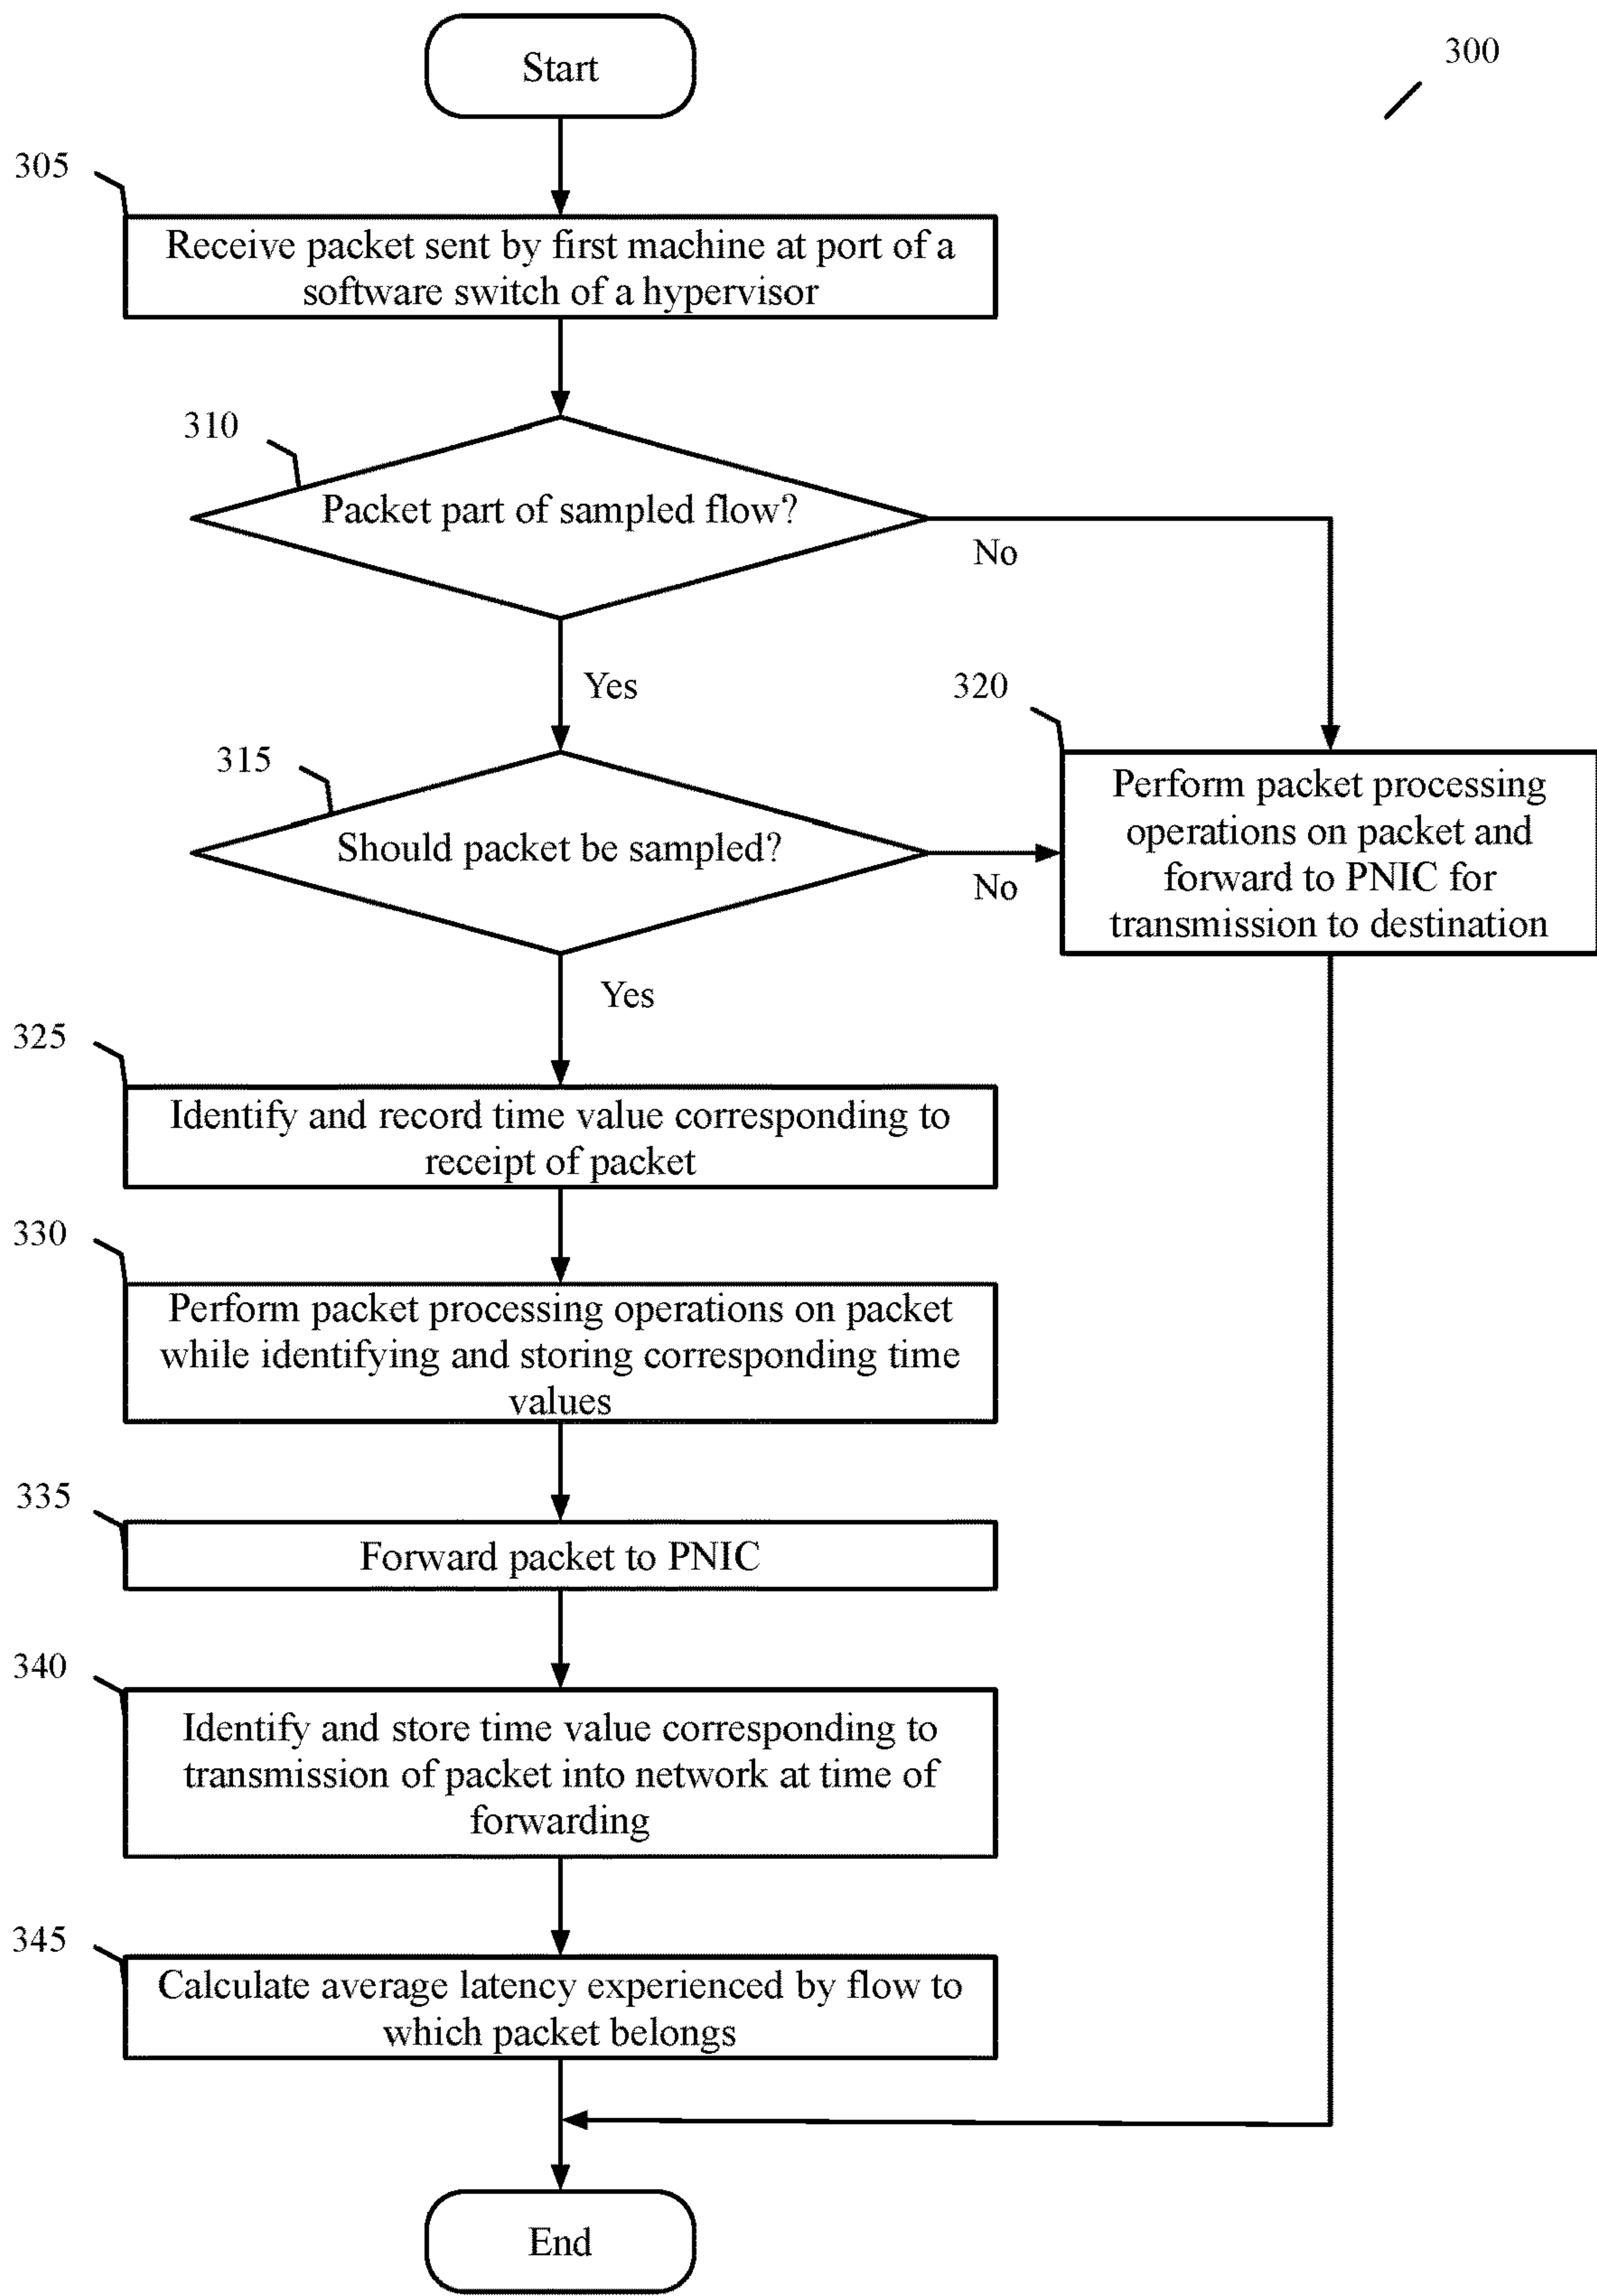 Start
300
305
Receive packet sent by first machine at port of a
software switch of a hypervisor
310
Packet part of sampled flow?
No
Yes
320
315
Should packet be sampled?
No
Perform packet processing
operations on packet and
forward to PNIC for
transmission to destination
Yes
325
Identify and record time value corresponding to
receipt of packet
330
Perform packet processing operations on packet
while identifying and storing corresponding time
values
335
Forward packet to PNIC
340
Identify and store time value corresponding to
transmission of packet into network at time of
forwarding
345
Calculate average latency experienced by flow to
which packet belongs
End